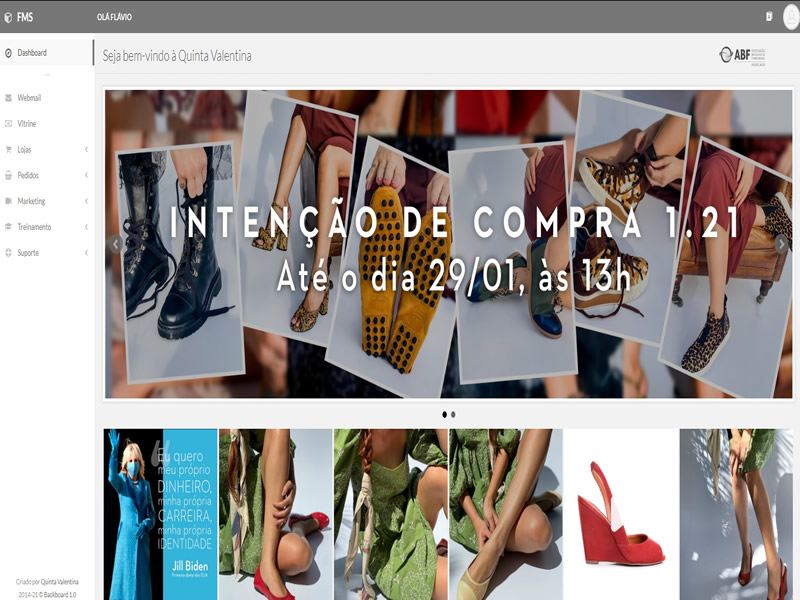 FMS
OLÁ FLÁVIO
Dashboard
Seja bem-vindo à Quinta Valentina
ABF
Webmail
Vitrine
Lojas
Pedidos
Marketing
Treinamento
Suporte
INTENÇÃO DE COMPRA 1.21
Até o dia 29/01, às 13h
Eu quero
meu próprio
DINHEIRO,
minha própria
CARREIRA,
minha própria
IDENTIDADE
Jill Biden
Criado por Quinta Valentina
2014-21 © Backboard 1.0